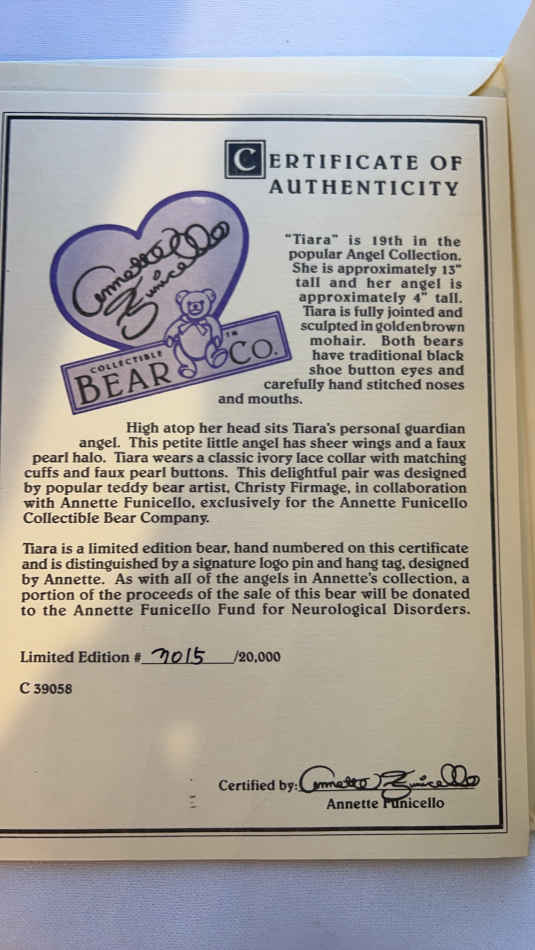 CERTIFICATE OF
AUTHENTICITY
Annette Funicello
COLLECTIBLE
BEAR CO.™
"Tiara" is 19th in the
popular Angel Collection.
She is approximately 13"
tall and her angel is
approximately 4" tall.
Tiara is fully jointed and
sculpted in golden brown
mohair. Both bears
have traditional black
shoe button eyes and
carefully hand stitched noses
and mouths.
High atop her head sits Tiara's personal guardian
angel. This petite little angel has sheer wings and a faux
pearl halo. Tiara wears a classic ivory lace collar with matching
cuffs and faux pearl buttons. This delightful pair was designed
by popular teddy bear artist, Christy Firmage, in collaboration
with Annette Funicello, exclusively for the Annette Funicello
Collectible Bear Company.
Tiara is a limited edition bear, hand numbered on this certificate
and is distinguished by a signature logo pin and hang tag, designed
by Annette. As with all of the angels in Annette's collection, a
portion of the proceeds of the sale of this bear will be donated
to the Annette Funicello Fund for Neurological Disorders.
Limited Edition # 7015 /20,000
C 39058
Certified by: Annette Funicello
Annette Funicello